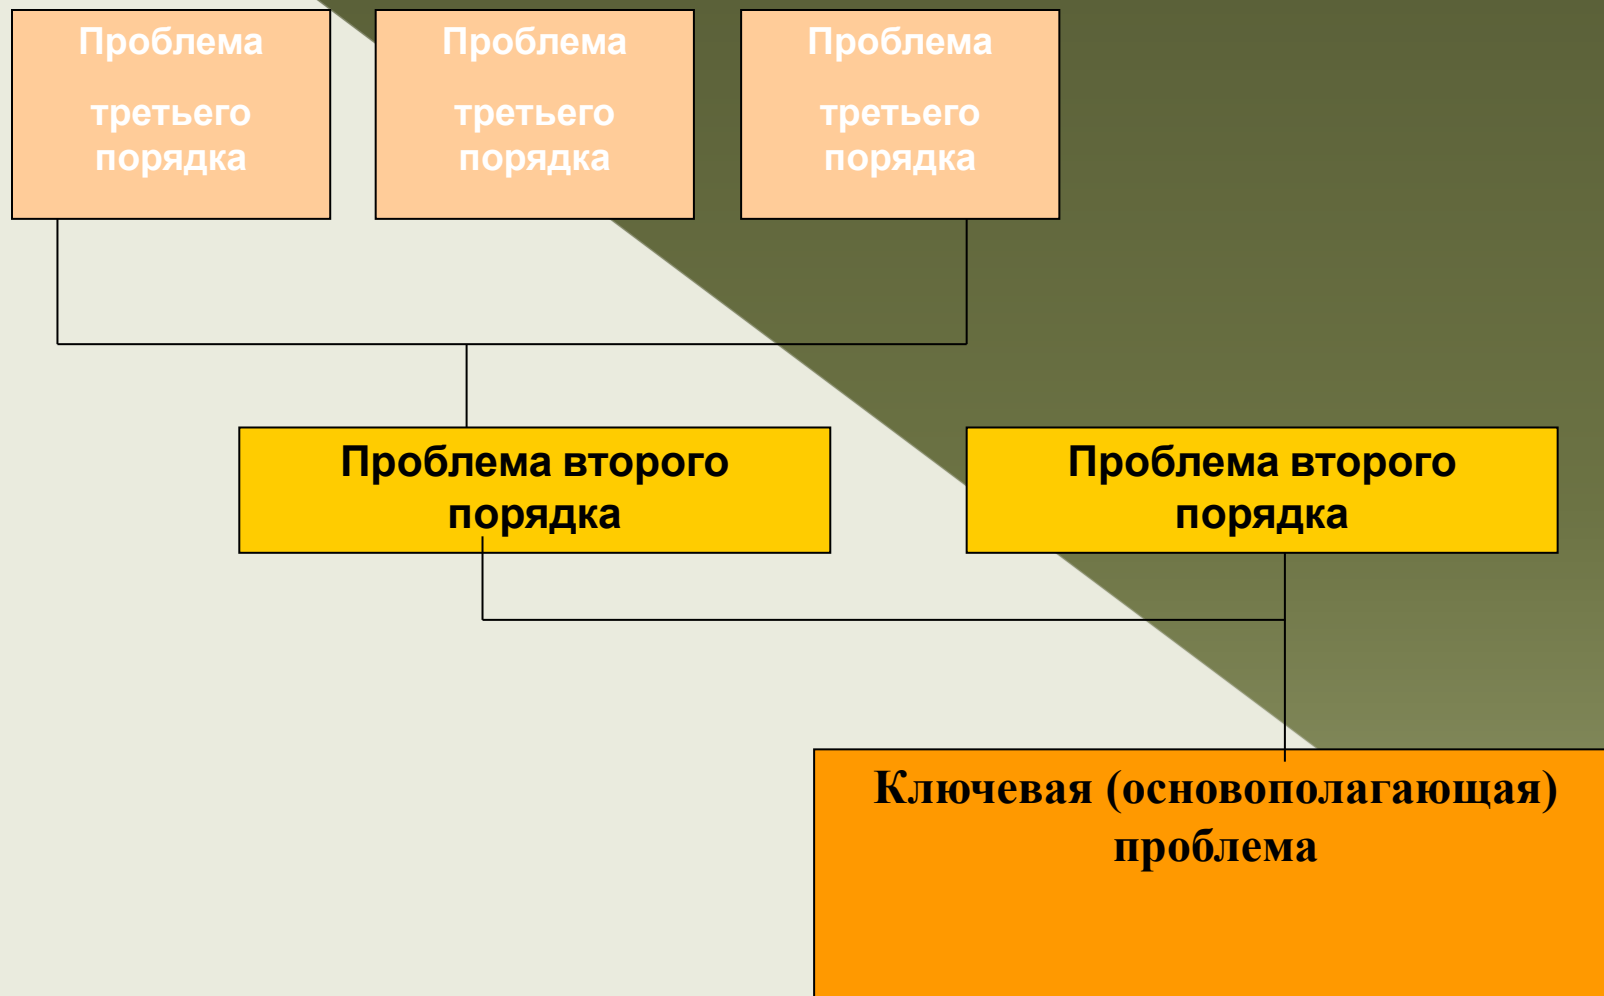 Проблема
третьего
порядка
Проблема
третьего
порядка
Проблема
третьего
порядка
Проблема второго
порядка
Проблема второго
порядка
Ключевая (основополагающая)
проблема